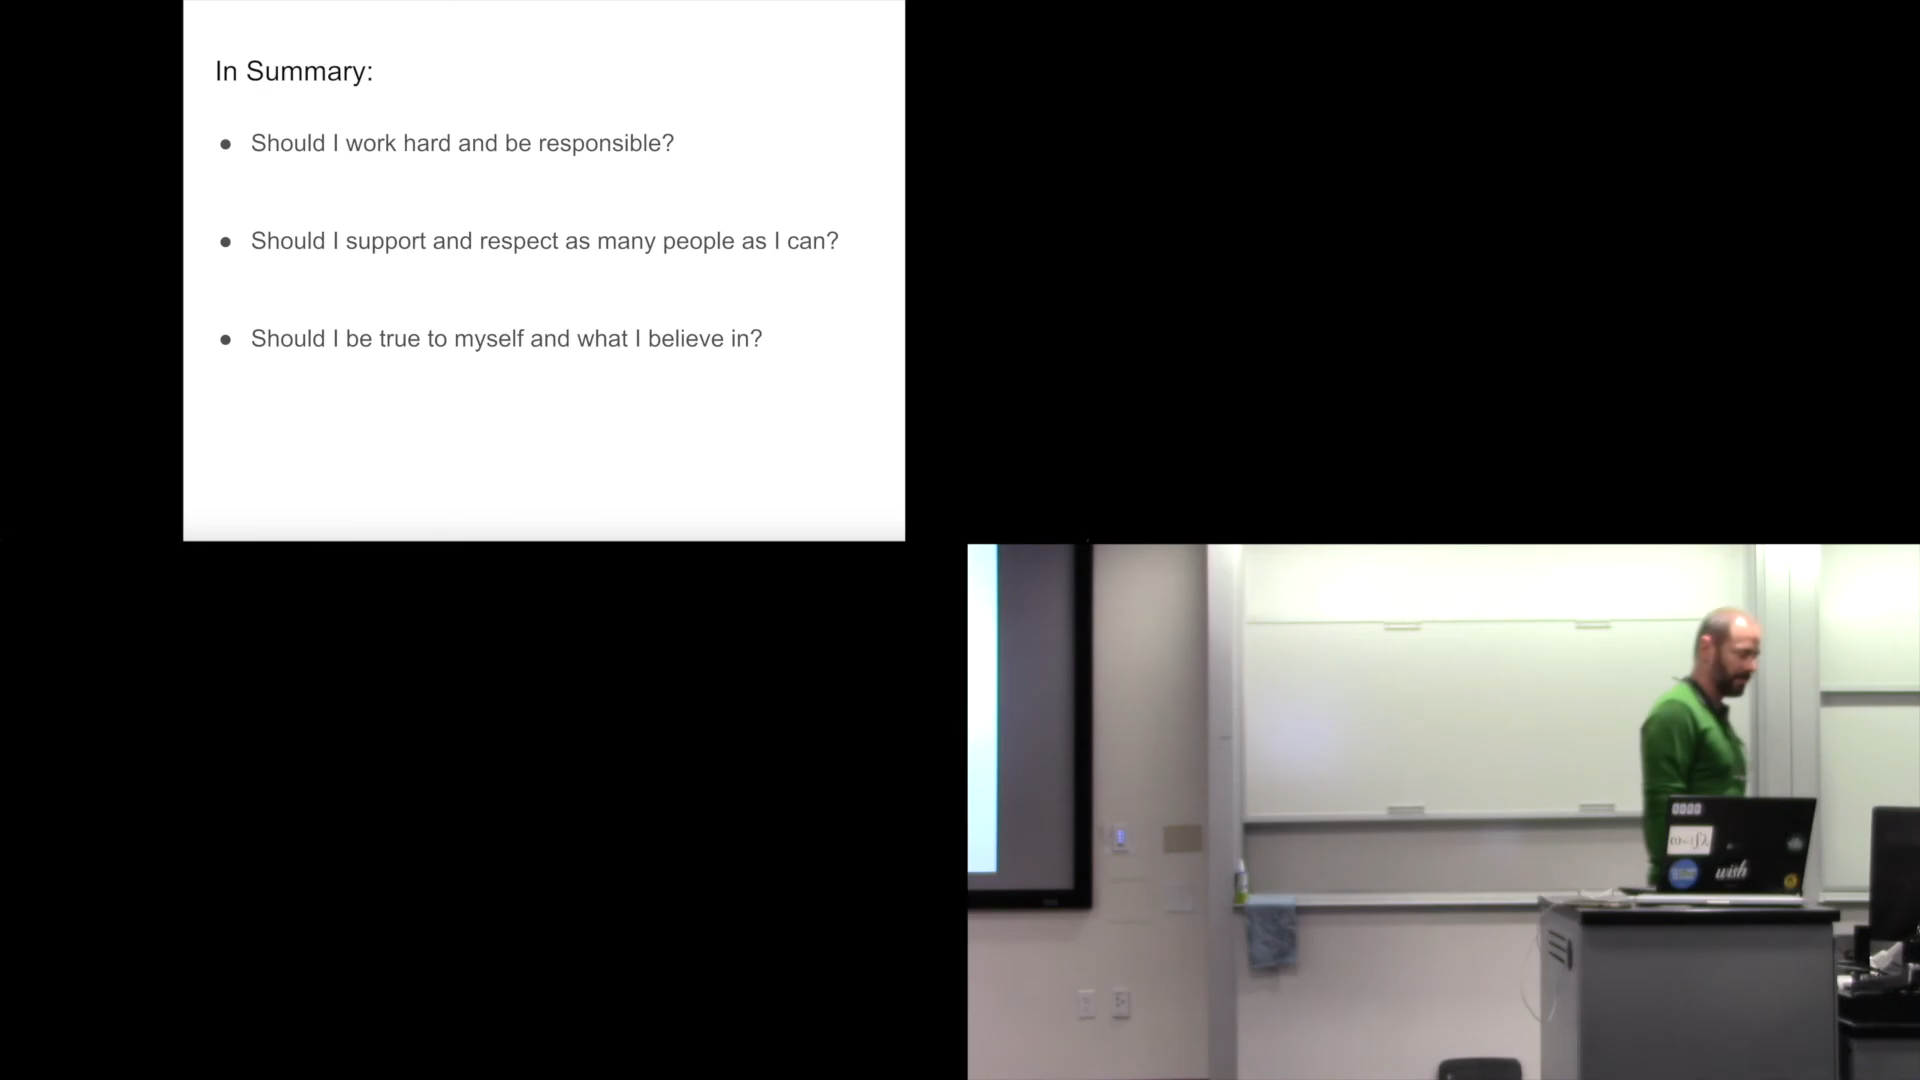 In Summary:
● Should I work hard and be responsible?
● Should I support and respect as many people as I can?
● Should I be true to myself and what I believe in?
wish